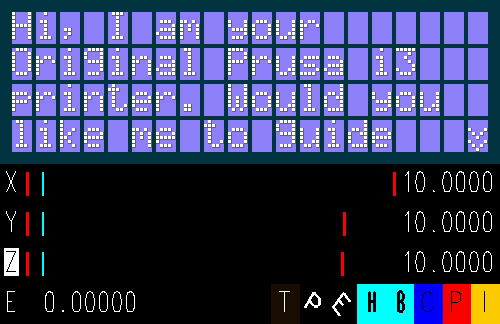 Hi, I am your
Original Prusa i3
printer. Would you
like me to guide
X 10.0000
Y 10.0000
Z 10.0000
E 0.00000 T P E H B C P I